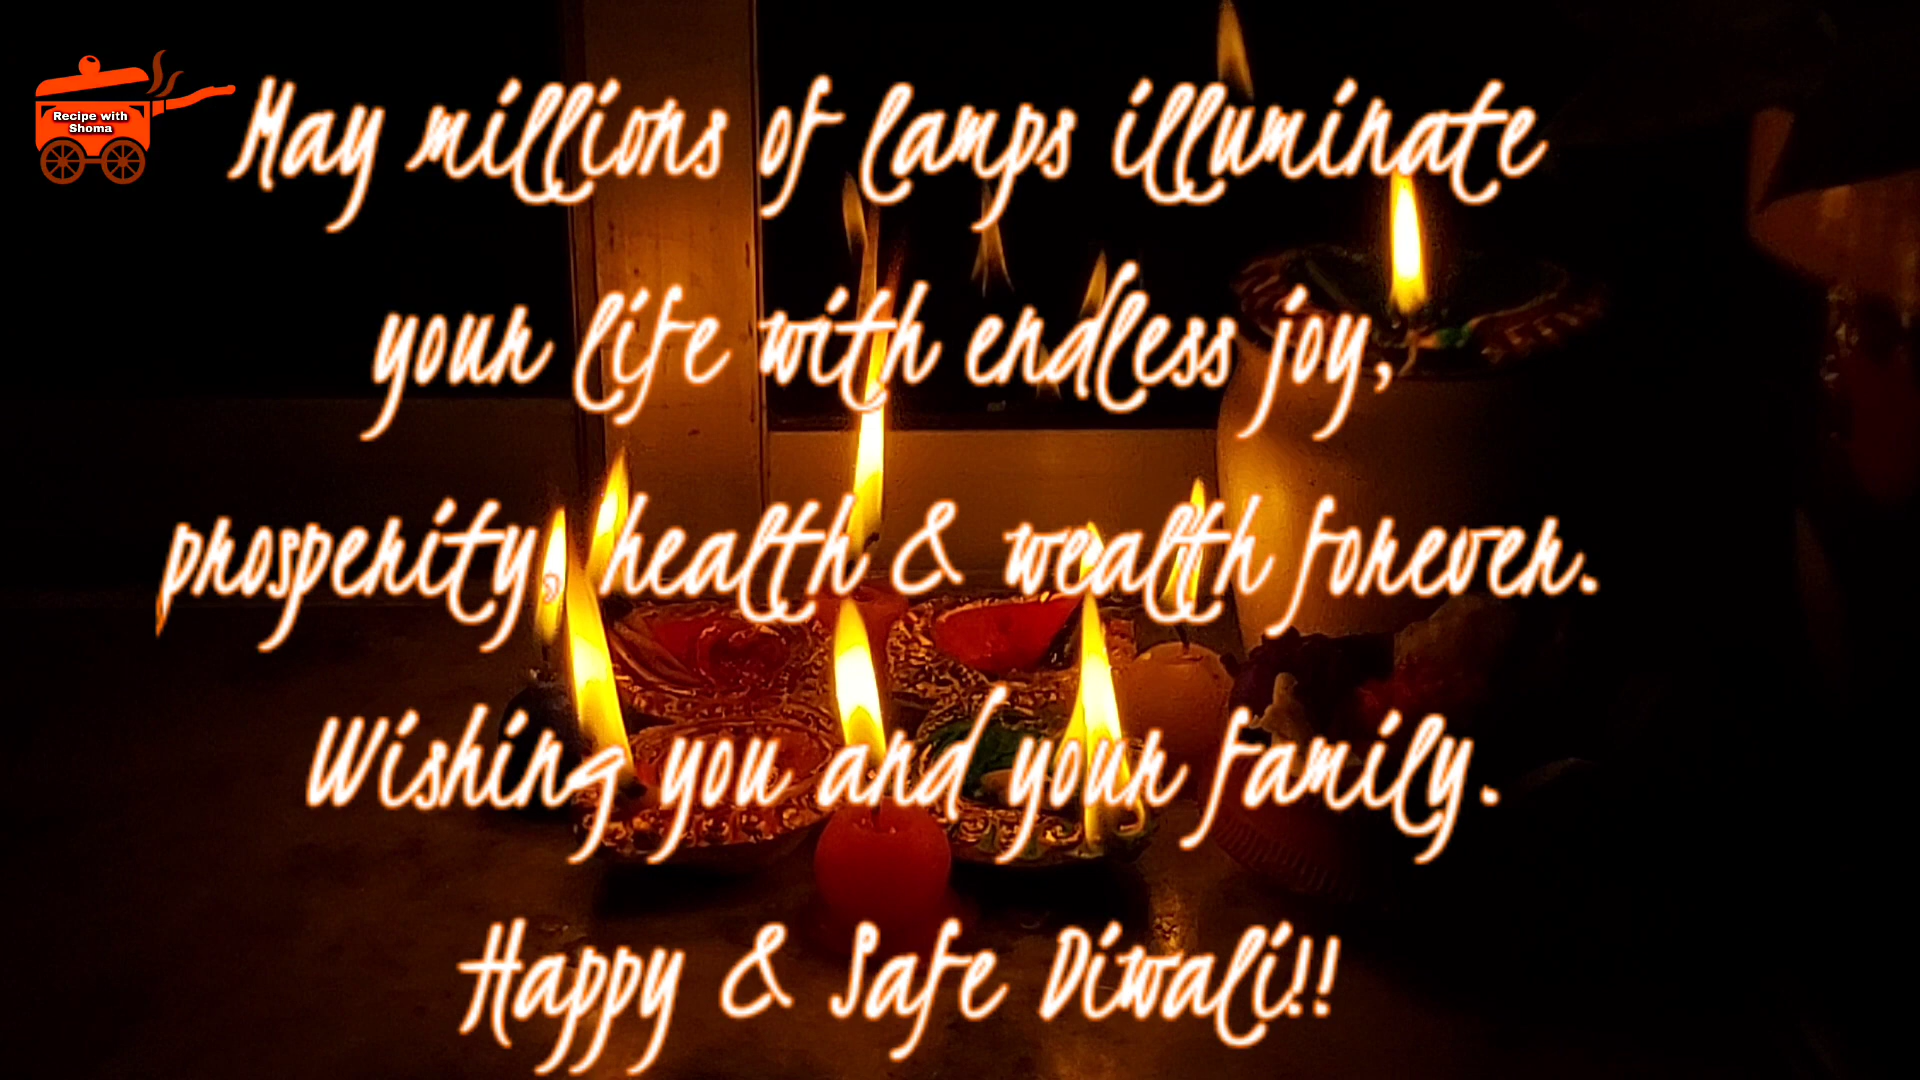 Recipe with
Shoma
May millions of lamps illuminate
your life with endless joy,
prosperity, health & wealth forever.
Wishing you and your family.
Happy & Safe Diwali!!